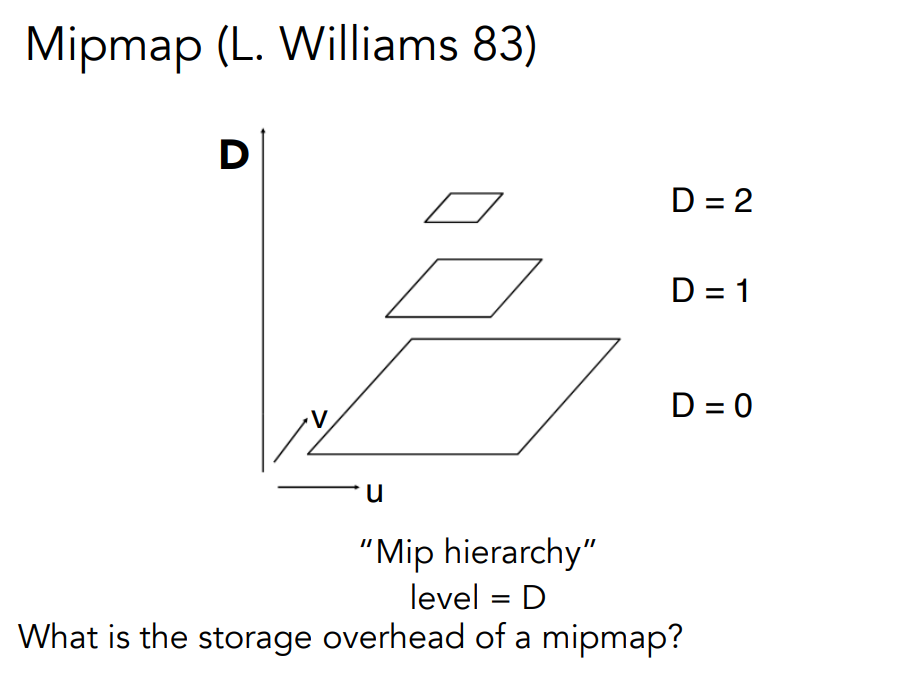 Mipmap (L. Williams 83)
D
D = 2
D = 1
D = 0
v
u
“Mip hierarchy”
level = D
What is the storage overhead of a mipmap?